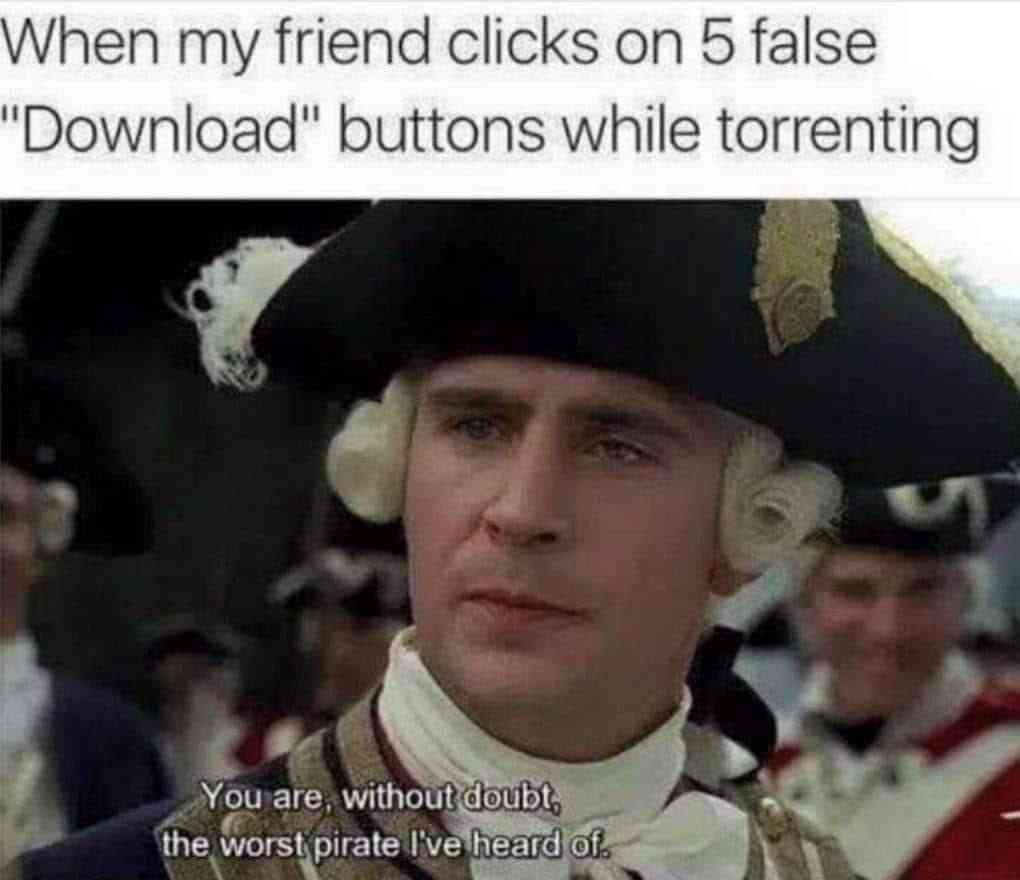 When my friend clicks on 5 false
"Download" buttons while torrenting
You are, without doubt,
the worst pirate I've heard of.